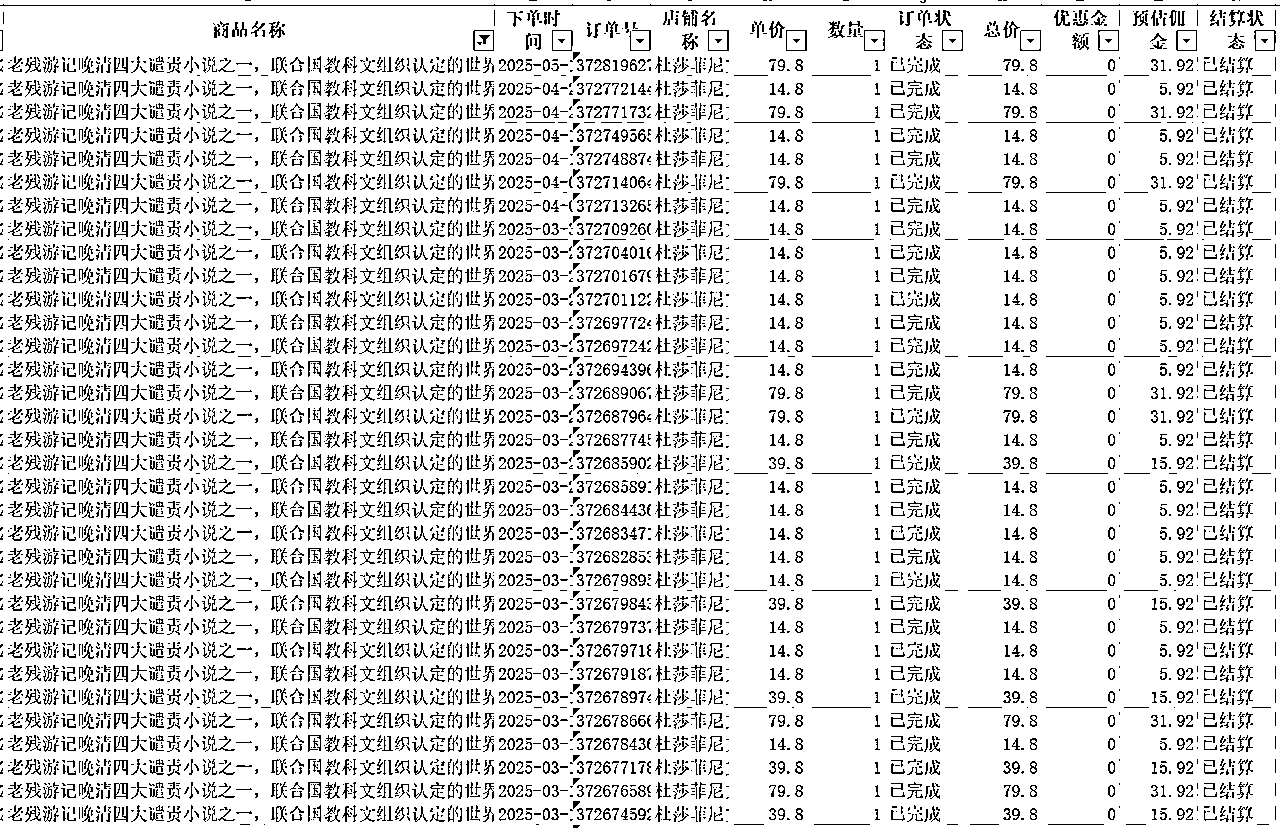 商品名称 下单时间 订单号 店铺名称 单价 数量 订单状态 总价 优惠金额 预估佣金 结算状态
老残游记晚清四大谴责小说之一，联合国教科文组织认定的世界 2025-05- 37281962 杜莎菲尼 79.8 1 已完成 79.8 0 31.92 已结算
老残游记晚清四大谴责小说之一，联合国教科文组织认定的世界 2025-04- 37277214 杜莎菲尼 14.8 1 已完成 14.8 0 5.92 已结算
老残游记晚清四大谴责小说之一，联合国教科文组织认定的世界 2025-04- 37277173 杜莎菲尼 79.8 1 已完成 79.8 0 31.92 已结算
老残游记晚清四大谴责小说之一，联合国教科文组织认定的世界 2025-04- 37274956 杜莎菲尼 14.8 1 已完成 14.8 0 5.92 已结算
老残游记晚清四大谴责小说之一，联合国教科文组织认定的世界 2025-04- 37274887 杜莎菲尼 14.8 1 已完成 14.8 0 5.92 已结算
老残游记晚清四大谴责小说之一，联合国教科文组织认定的世界 2025-04- 37271406 杜莎菲尼 79.8 1 已完成 79.8 0 31.92 已结算
老残游记晚清四大谴责小说之一，联合国教科文组织认定的世界 2025-04- 37271326 杜莎菲尼 14.8 1 已完成 14.8 0 5.92 已结算
老残游记晚清四大谴责小说之一，联合国教科文组织认定的世界 2025-03- 37270926 杜莎菲尼 14.8 1 已完成 14.8 0 5.92 已结算
老残游记晚清四大谴责小说之一，联合国教科文组织认定的世界 2025-03- 37270401 杜莎菲尼 14.8 1 已完成 14.8 0 5.92 已结算
老残游记晚清四大谴责小说之一，联合国教科文组织认定的世界 2025-03- 37270167 杜莎菲尼 14.8 1 已完成 14.8 0 5.92 已结算
老残游记晚清四大谴责小说之一，联合国教科文组织认定的世界 2025-03- 37270112 杜莎菲尼 14.8 1 已完成 14.8 0 5.92 已结算
老残游记晚清四大谴责小说之一，联合国教科文组织认定的世界 2025-03- 37269772 杜莎菲尼 14.8 1 已完成 14.8 0 5.92 已结算
老残游记晚清四大谴责小说之一，联合国教科文组织认定的世界 2025-03- 37269724 杜莎菲尼 14.8 1 已完成 14.8 0 5.92 已结算
老残游记晚清四大谴责小说之一，联合国教科文组织认定的世界 2025-03- 37269439 杜莎菲尼 14.8 1 已完成 14.8 0 5.92 已结算
老残游记晚清四大谴责小说之一，联合国教科文组织认定的世界 2025-03- 37268906 杜莎菲尼 79.8 1 已完成 79.8 0 31.92 已结算
老残游记晚清四大谴责小说之一，联合国教科文组织认定的世界 2025-03- 37268796 杜莎菲尼 79.8 1 已完成 79.8 0 31.92 已结算
老残游记晚清四大谴责小说之一，联合国教科文组织认定的世界 2025-03- 37268774 杜莎菲尼 14.8 1 已完成 14.8 0 5.92 已结算
老残游记晚清四大谴责小说之一，联合国教科文组织认定的世界 2025-03- 37268590 杜莎菲尼 39.8 1 已完成 39.8 0 15.92 已结算
老残游记晚清四大谴责小说之一，联合国教科文组织认定的世界 2025-03- 37268589 杜莎菲尼 14.8 1 已完成 14.8 0 5.92 已结算
老残游记晚清四大谴责小说之一，联合国教科文组织认定的世界 2025-03- 37268443 杜莎菲尼 14.8 1 已完成 14.8 0 5.92 已结算
老残游记晚清四大谴责小说之一，联合国教科文组织认定的世界 2025-03- 37268347 杜莎菲尼 14.8 1 已完成 14.8 0 5.92 已结算
老残游记晚清四大谴责小说之一，联合国教科文组织认定的世界 2025-03- 37268285 杜莎菲尼 14.8 1 已完成 14.8 0 5.92 已结算
老残游记晚清四大谴责小说之一，联合国教科文组织认定的世界 2025-03- 37267989 杜莎菲尼 14.8 1 已完成 14.8 0 5.92 已结算
老残游记晚清四大谴责小说之一，联合国教科文组织认定的世界 2025-03- 37267984 杜莎菲尼 39.8 1 已完成 39.8 0 15.92 已结算
老残游记晚清四大谴责小说之一，联合国教科文组织认定的世界 2025-03- 37267973 杜莎菲尼 14.8 1 已完成 14.8 0 5.92 已结算
老残游记晚清四大谴责小说之一，联合国教科文组织认定的世界 2025-03- 37267971 杜莎菲尼 14.8 1 已完成 14.8 0 5.92 已结算
老残游记晚清四大谴责小说之一，联合国教科文组织认定的世界 2025-03- 37267918 杜莎菲尼 14.8 1 已完成 14.8 0 5.92 已结算
老残游记晚清四大谴责小说之一，联合国教科文组织认定的世界 2025-03- 37267897 杜莎菲尼 39.8 1 已完成 39.8 0 15.92 已结算
老残游记晚清四大谴责小说之一，联合国教科文组织认定的世界 2025-03- 37267866 杜莎菲尼 79.8 1 已完成 79.8 0 31.92 已结算
老残游记晚清四大谴责小说之一，联合国教科文组织认定的世界 2025-03- 37267843 杜莎菲尼 14.8 1 已完成 14.8 0 5.92 已结算
老残游记晚清四大谴责小说之一，联合国教科文组织认定的世界 2025-03- 37267717 杜莎菲尼 39.8 1 已完成 39.8 0 15.92 已结算
老残游记晚清四大谴责小说之一，联合国教科文组织认定的世界 2025-03- 37267658 杜莎菲尼 79.8 1 已完成 79.8 0 31.92 已结算
老残游记晚清四大谴责小说之一，联合国教科文组织认定的世界 2025-03- 37267459 杜莎菲尼 39.8 1 已完成 39.8 0 15.92 已结算